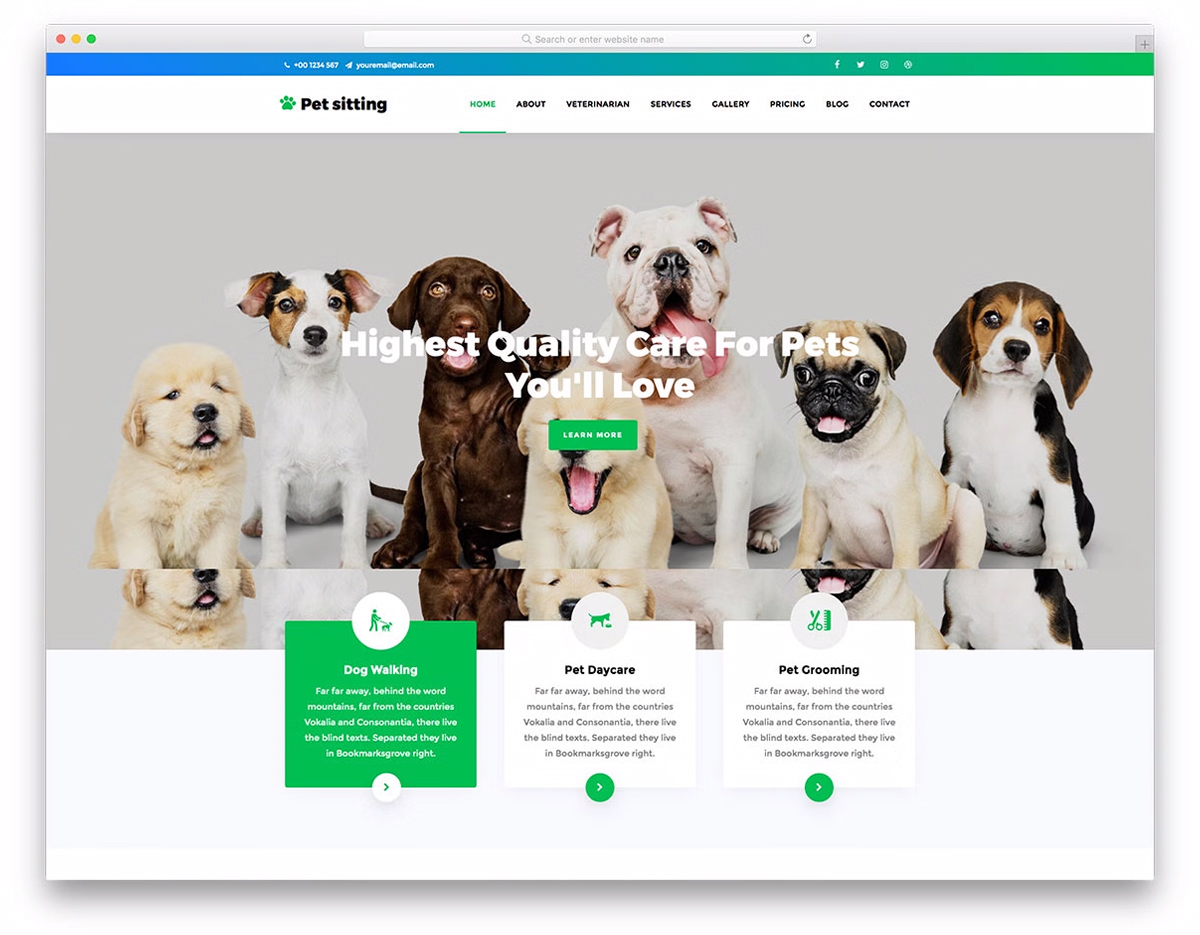 Search or enter website name
+00 1234 567 youremail@email.com
Pet sitting
HOME ABOUT VETERINARIAN SERVICES GALLERY PRICING BLOG CONTACT
Highest Quality Care For Pets
You'll Love
LEARN MORE
Dog Walking
Far far away, behind the word
mountains, far from the countries
Vokalia and Consonantia, there live
the blind texts. Separated they live
in Bookmarksgrove right.
Pet Daycare
Far far away, behind the word
mountains, far from the countries
Vokalia and Consonantia, there live
the blind texts. Separated they live
in Bookmarksgrove right.
Pet Grooming
Far far away, behind the word
mountains, far from the countries
Vokalia and Consonantia, there live
the blind texts. Separated they live
in Bookmarksgrove right.